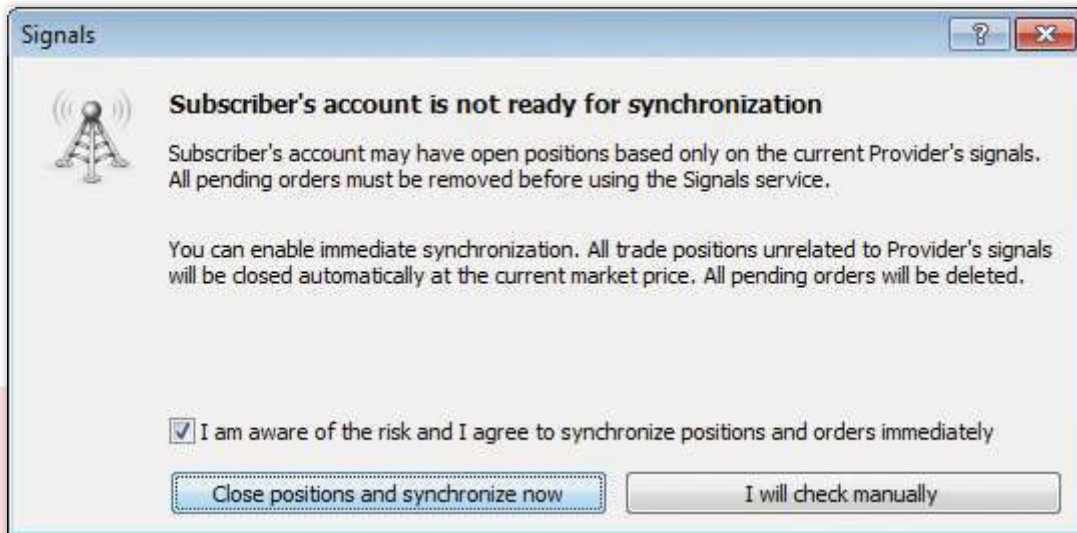 Signals
Subscriber's account is not ready for synchronization
Subscriber's account may have open positions based only on the current Provider's signals.
All pending orders must be removed before using the Signals service.
You can enable immediate synchronization. All trade positions unrelated to Provider's signals
will be closed automatically at the current market price. All pending orders will be deleted.
I am aware of the risk and I agree to synchronize positions and orders immediately
Close positions and synchronize now
I will check manually